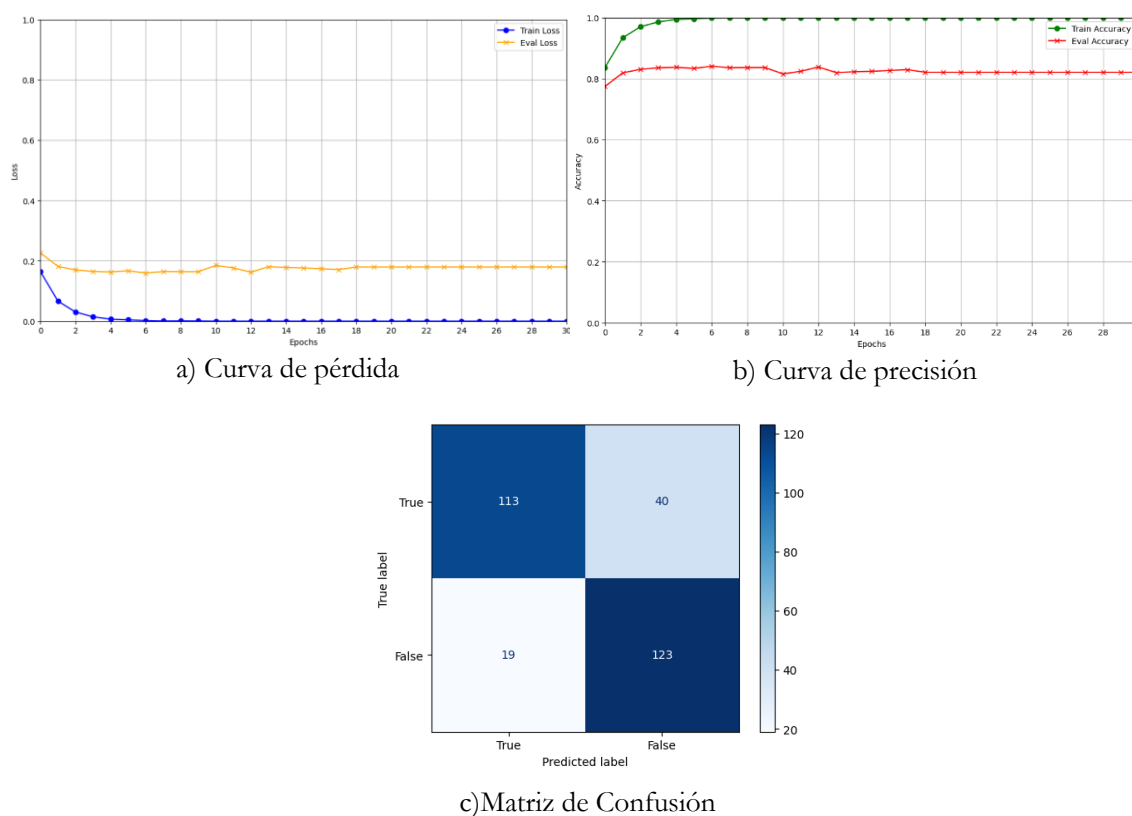 1.0
0.8
0.6
0.4
0.2
0.0
Loss
0 2 4 6 8 10 12 14 16 18 20 22 24 26 28 30
Epochs
Train Loss
Eval Loss
a) Curva de pérdida
1.0
0.8
0.6
0.4
0.2
0.0
Accuracy
0 2 4 6 8 10 12 14 16 18 20 22 24 26 28
Epochs
Train Accuracy
Eval Accuracy
b) Curva de precisión
True label
True
False
113 40
19 123
True False
Predicted label
120
100
80
60
40
20
c)Matriz de Confusión